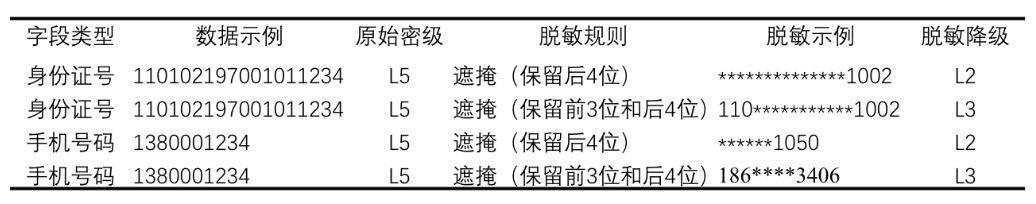 字段类型 数据示例 原始密级 脱敏规则 脱敏示例 脱敏降级
身份证号 110102197001011234 L5 遮掩（保留后4位） **************1002 L2
身份证号 110102197001011234 L5 遮掩（保留前3位和后4位） 110***********1002 L3
手机号码 1380001234 L5 遮掩（保留后4位） ******1050 L2
手机号码 1380001234 L5 遮掩（保留前3位和后4位） 186****3406 L3